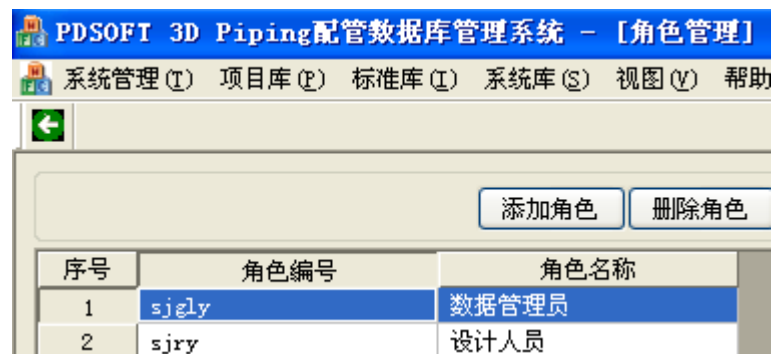 PDSOFT 3D Piping配管数据库管理系统 - [角色管理]
系统管理(T) 项目库(P) 标准库(I) 系统库(S) 视图(V) 帮助
添加角色 删除角色
序号 角色编号 角色名称
1 sjgly 数据管理员
2 sjry 设计人员